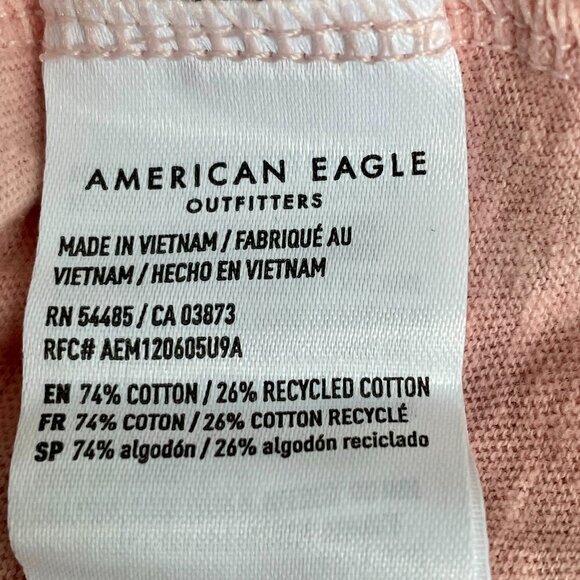 AMERICAN EAGLE
OUTFITTERS
MADE IN VIETNAM / FABRIQUÉ AU
VIETNAM / HECHO EN VIETNAM
RN 54485 / CA 03873
RFC# AEM120605U9A
EN 74% COTTON / 26% RECYCLED COTTON
FR 74% COTON / 26% COTTON RECYCLÉ
SP 74% algodón / 26% algodón reciclado